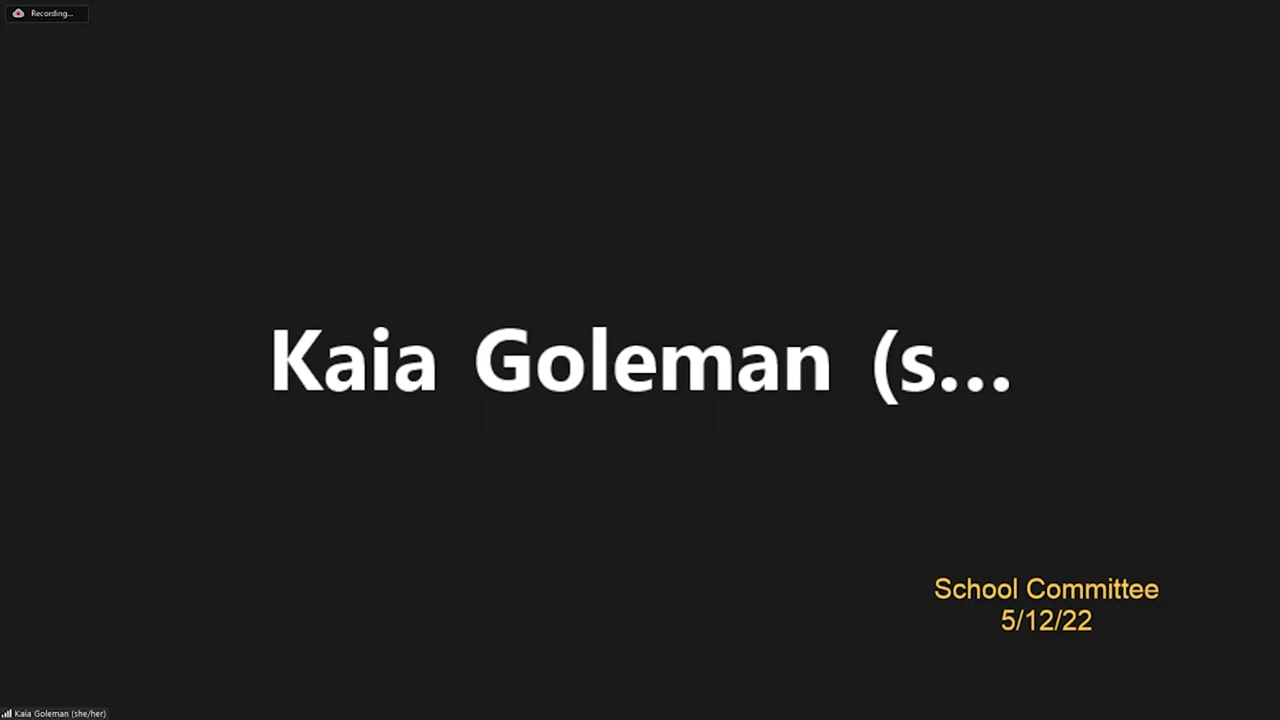 Recording...
Kaia Goleman (s...
School Committee
5/12/22
Kaia Goleman (she/her)